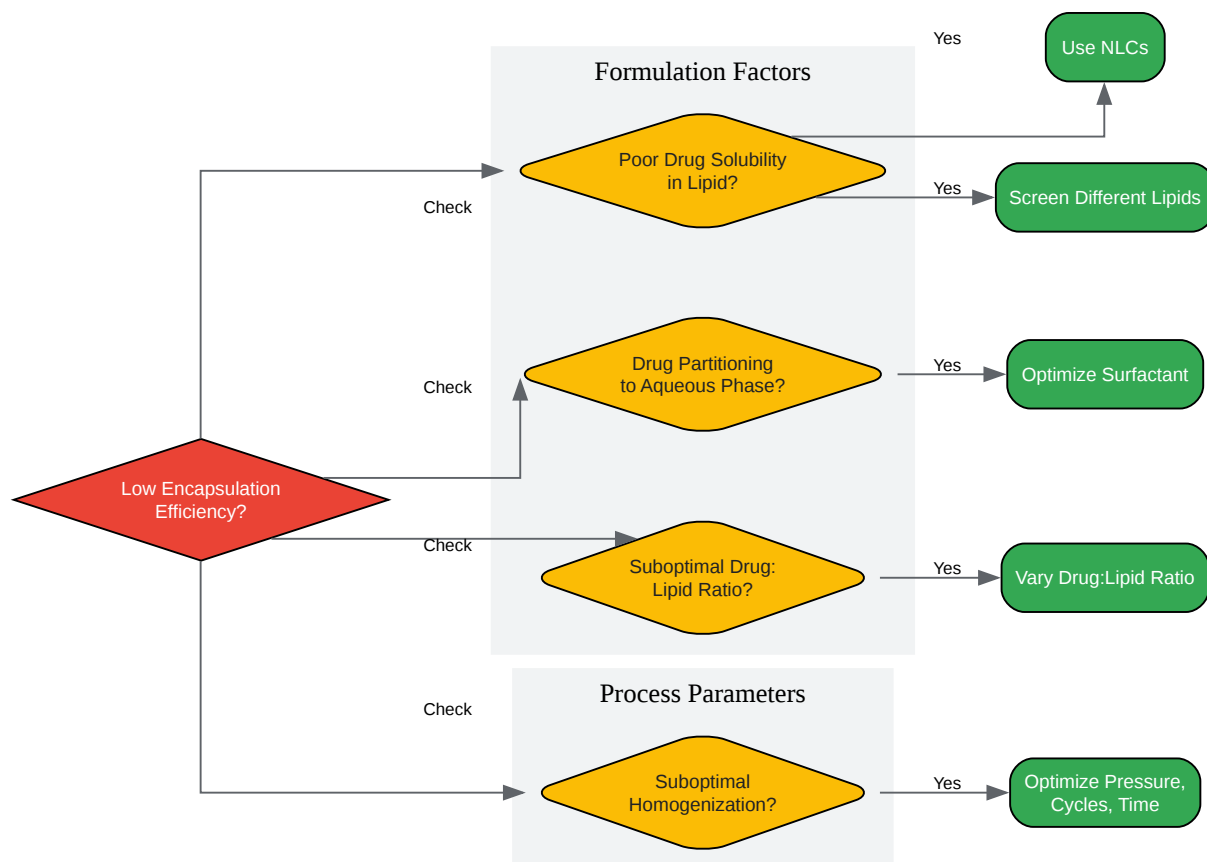 Yes
Use NLCs
Formulation Factors
Poor Drug Solubility
in Lipid?
Check
Yes
Screen Different Lipids
Drug Partitioning
to Aqueous Phase?
Check
Yes
Optimize Surfactant
Low Encapsulation
Efficiency?
Check
Suboptimal Drug:
Lipid Ratio?
Yes
Vary Drug:Lipid Ratio
Process Parameters
Check
Suboptimal
Homogenization?
Yes
Optimize Pressure,
Cycles, Time